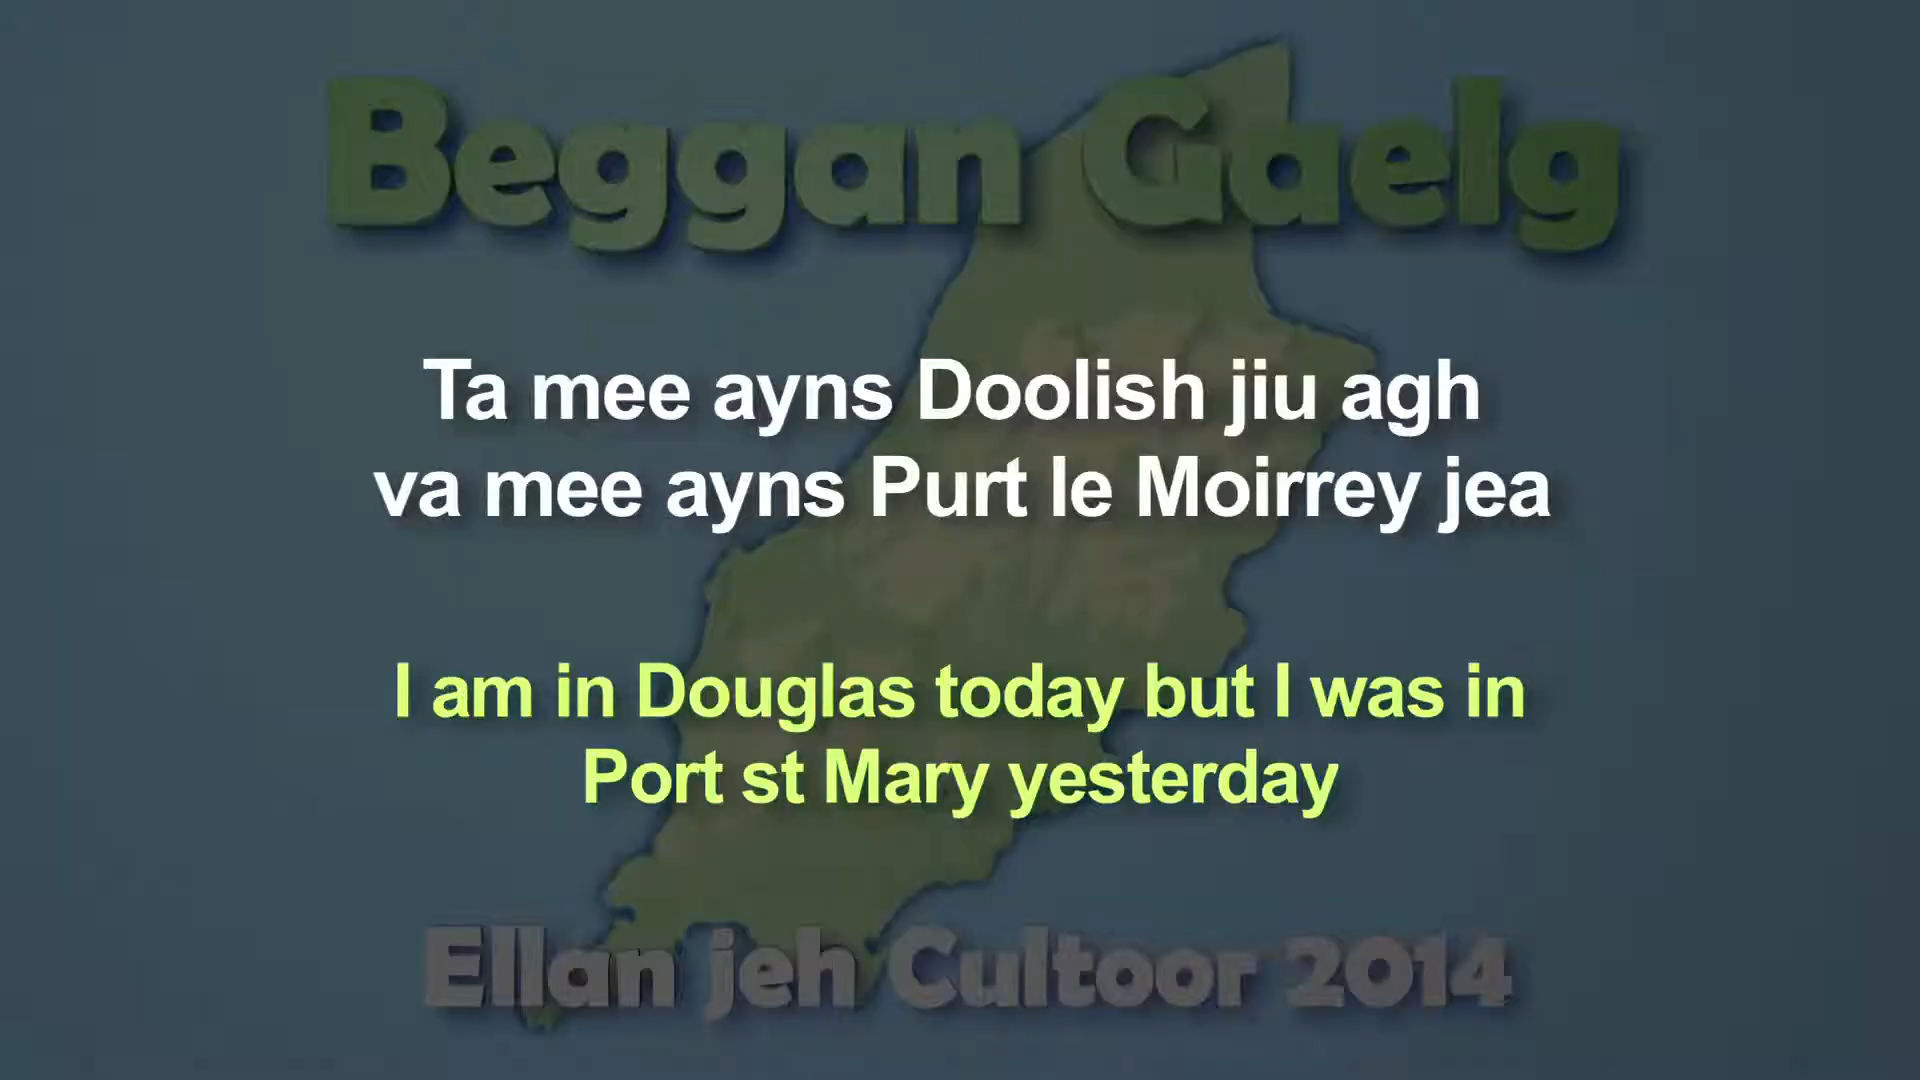 Beggan Gaelg
Ta mee ayns Doolish jiu agh
va mee ayns Purt le Moirrey jea
I am in Douglas today but I was in
Port st Mary yesterday
Ellan jeh Cultoor 2014